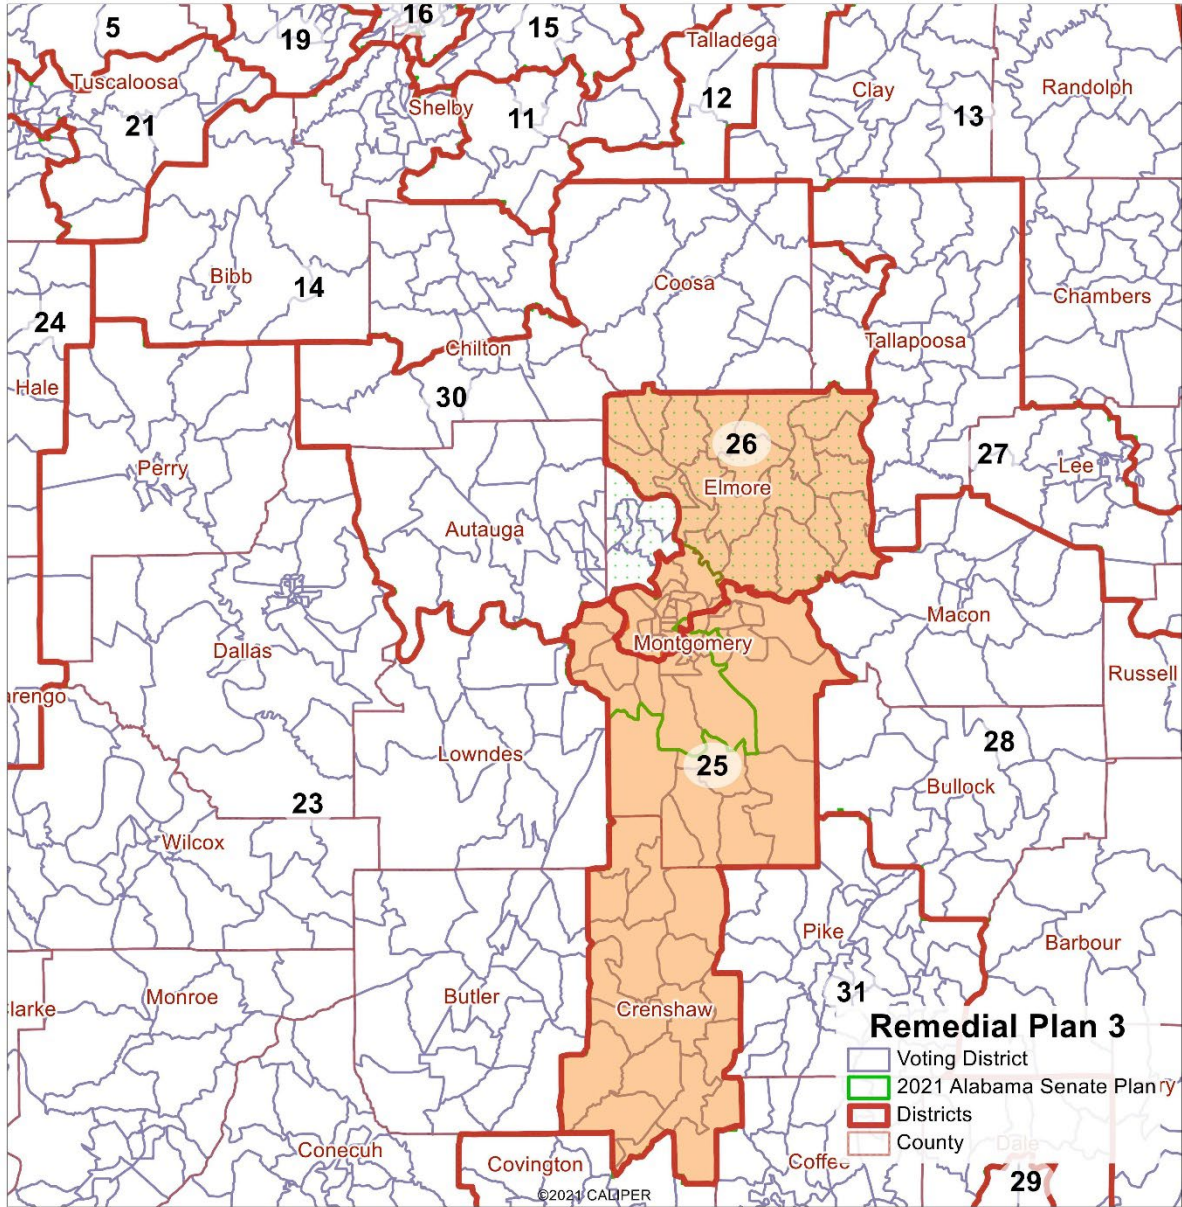 5
19
16
15
Talladega
Tuscaloosa
Shelby
12
Clay
Randolph
21
11
13
Bibb
14
Coosa
Chambers
24
Chilton
Tallapoosa
Hale
30
26
27
Perry
Elmore
Lee
Autauga
Macon
Dallas
Montgomery
Russell
arengo
Lowndes
25
28
Bullock
23
Wilcox
Pike
Barbour
Clarke
Monroe
Butler
Crenshaw
31
Remedial Plan 3
Voting District
2021 Alabama Senate Plan
ry
Districts
County
Dale
Conecuh
Covington
Coffee
29
©2021 CALIPER